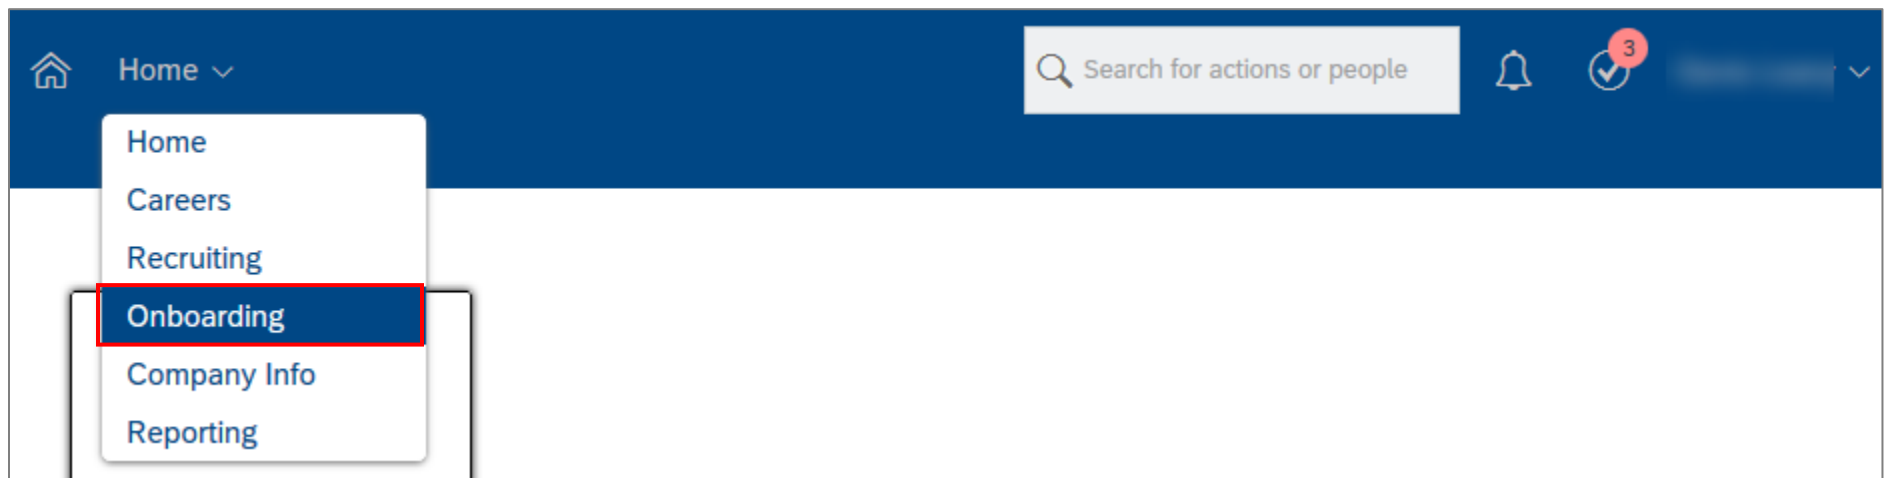 Home
Search for actions or people
3
Home
Careers
Recruiting
Onboarding
Company Info
Reporting